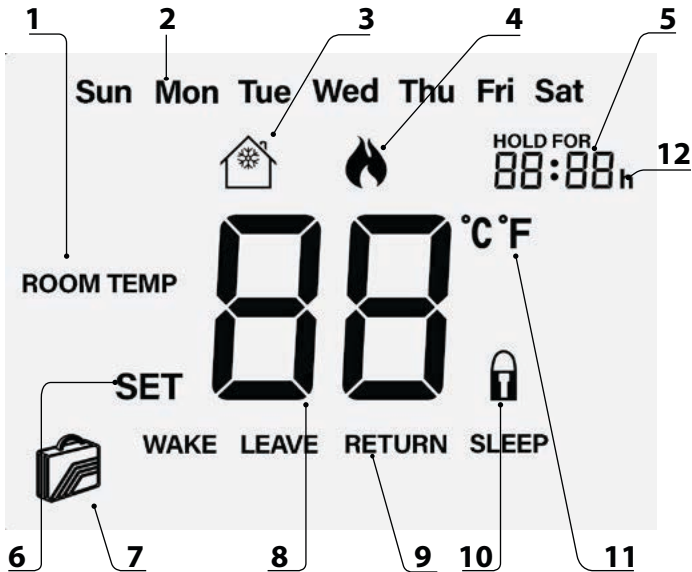 1 2 3 4 5
Sun Mon Tue Wed Thu Fri Sat
HOLD FOR
12
88:88 h
°C °F
88
ROOM TEMP
SET
WAKE LEAVE RETURN SLEEP
6 7 8 9 10 11